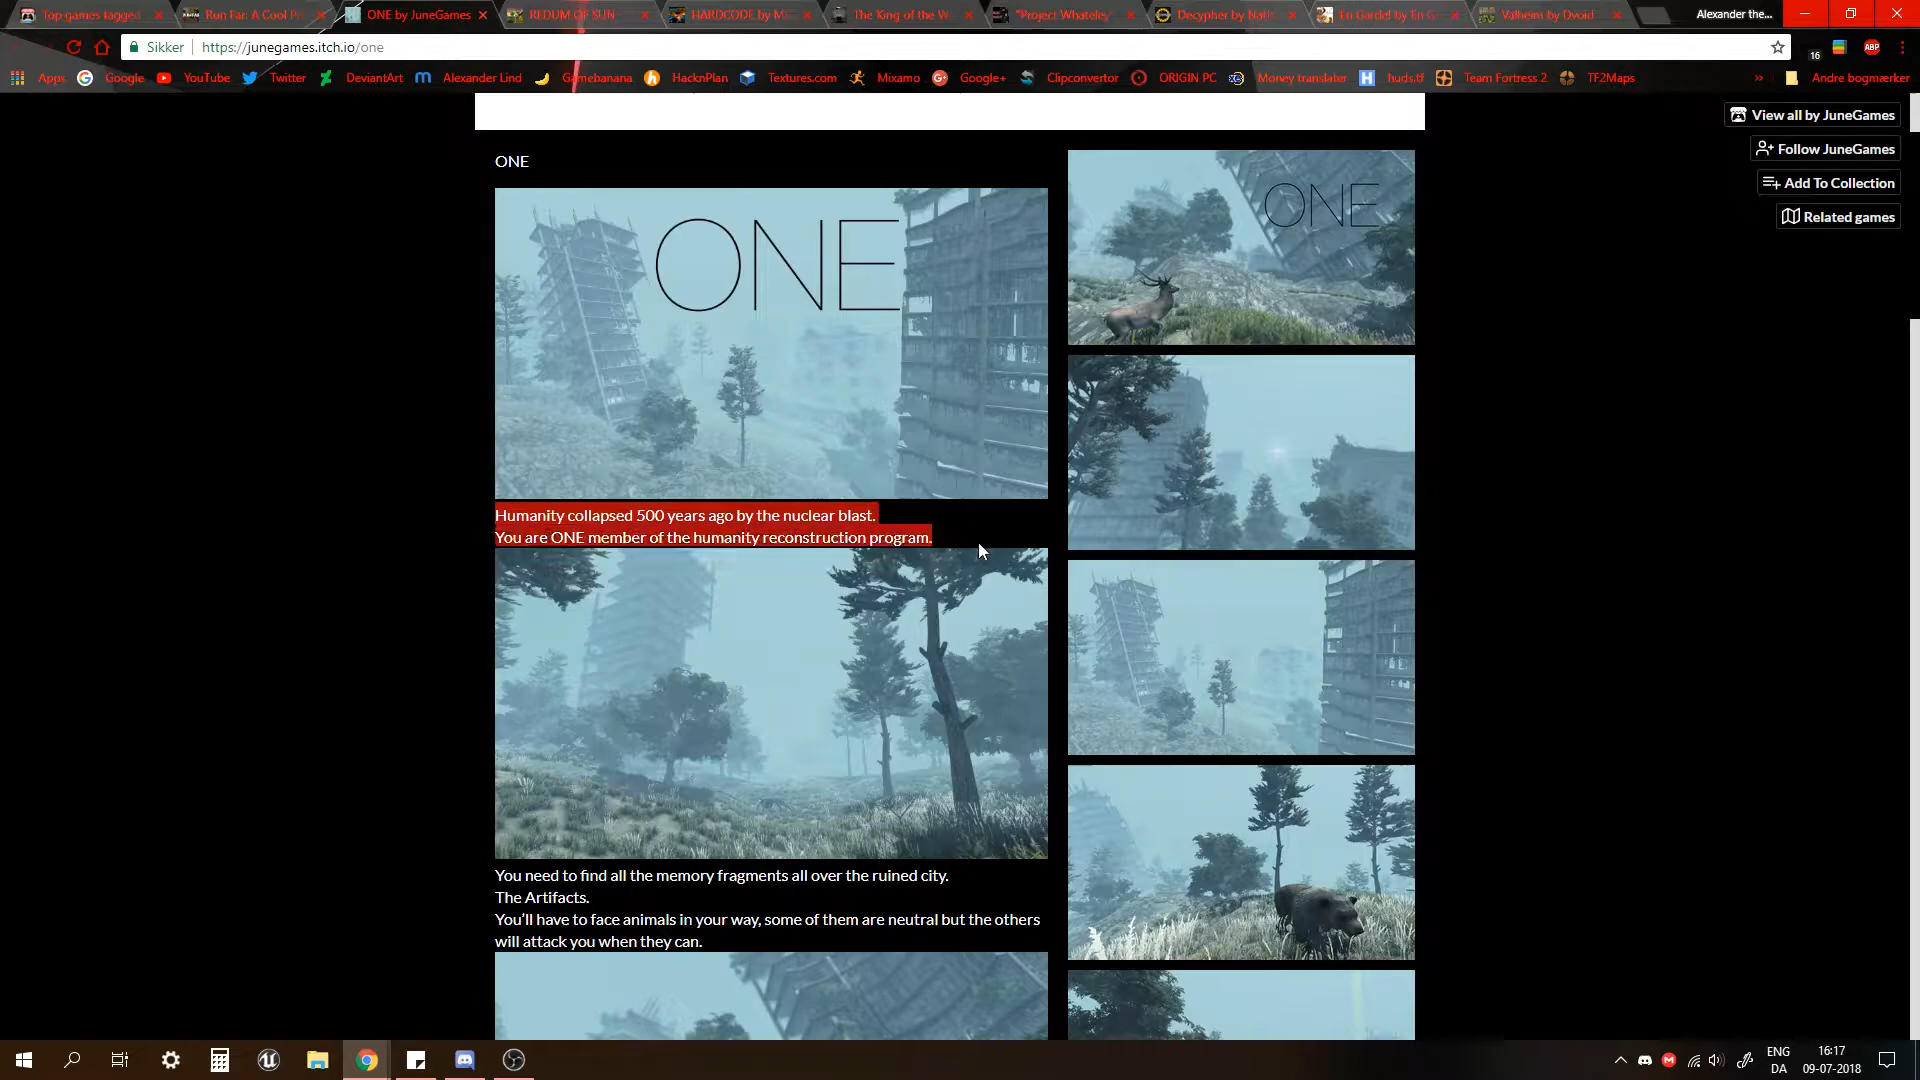 Top games tagged
Run Far: A Cool P
ONE by JuneGames
REDUM OF SUN
HARDCODE by M
The King of the W
"Project Whateley"
Decypher by Nati
En Garde! by En G
Valheim by Dvoid
Alexander the...
Sikker
https://junegames.itch.io/one
16
ABP
Apps
Google
YouTube
Twitter
DeviantArt
Alexander Lind
Gamebanana
HacknPlan
Textures.com
Mixamo
Google+
Clipconvertor
ORIGIN PC
Money translater
huds.tf
Team Fortress 2
TF2Maps
»
Andre bogmærker
View all by JuneGames
Follow JuneGames
Add To Collection
Related games
ONE
ONE
ONE
Humanity collapsed 500 years ago by the nuclear blast.
You are ONE member of the humanity reconstruction program.
You need to find all the memory fragments all over the ruined city.
The Artifacts.
You'll have to face animals in your way, some of them are neutral but the others
will attack you when they can.
ENG
DA
16:17
09-07-2018